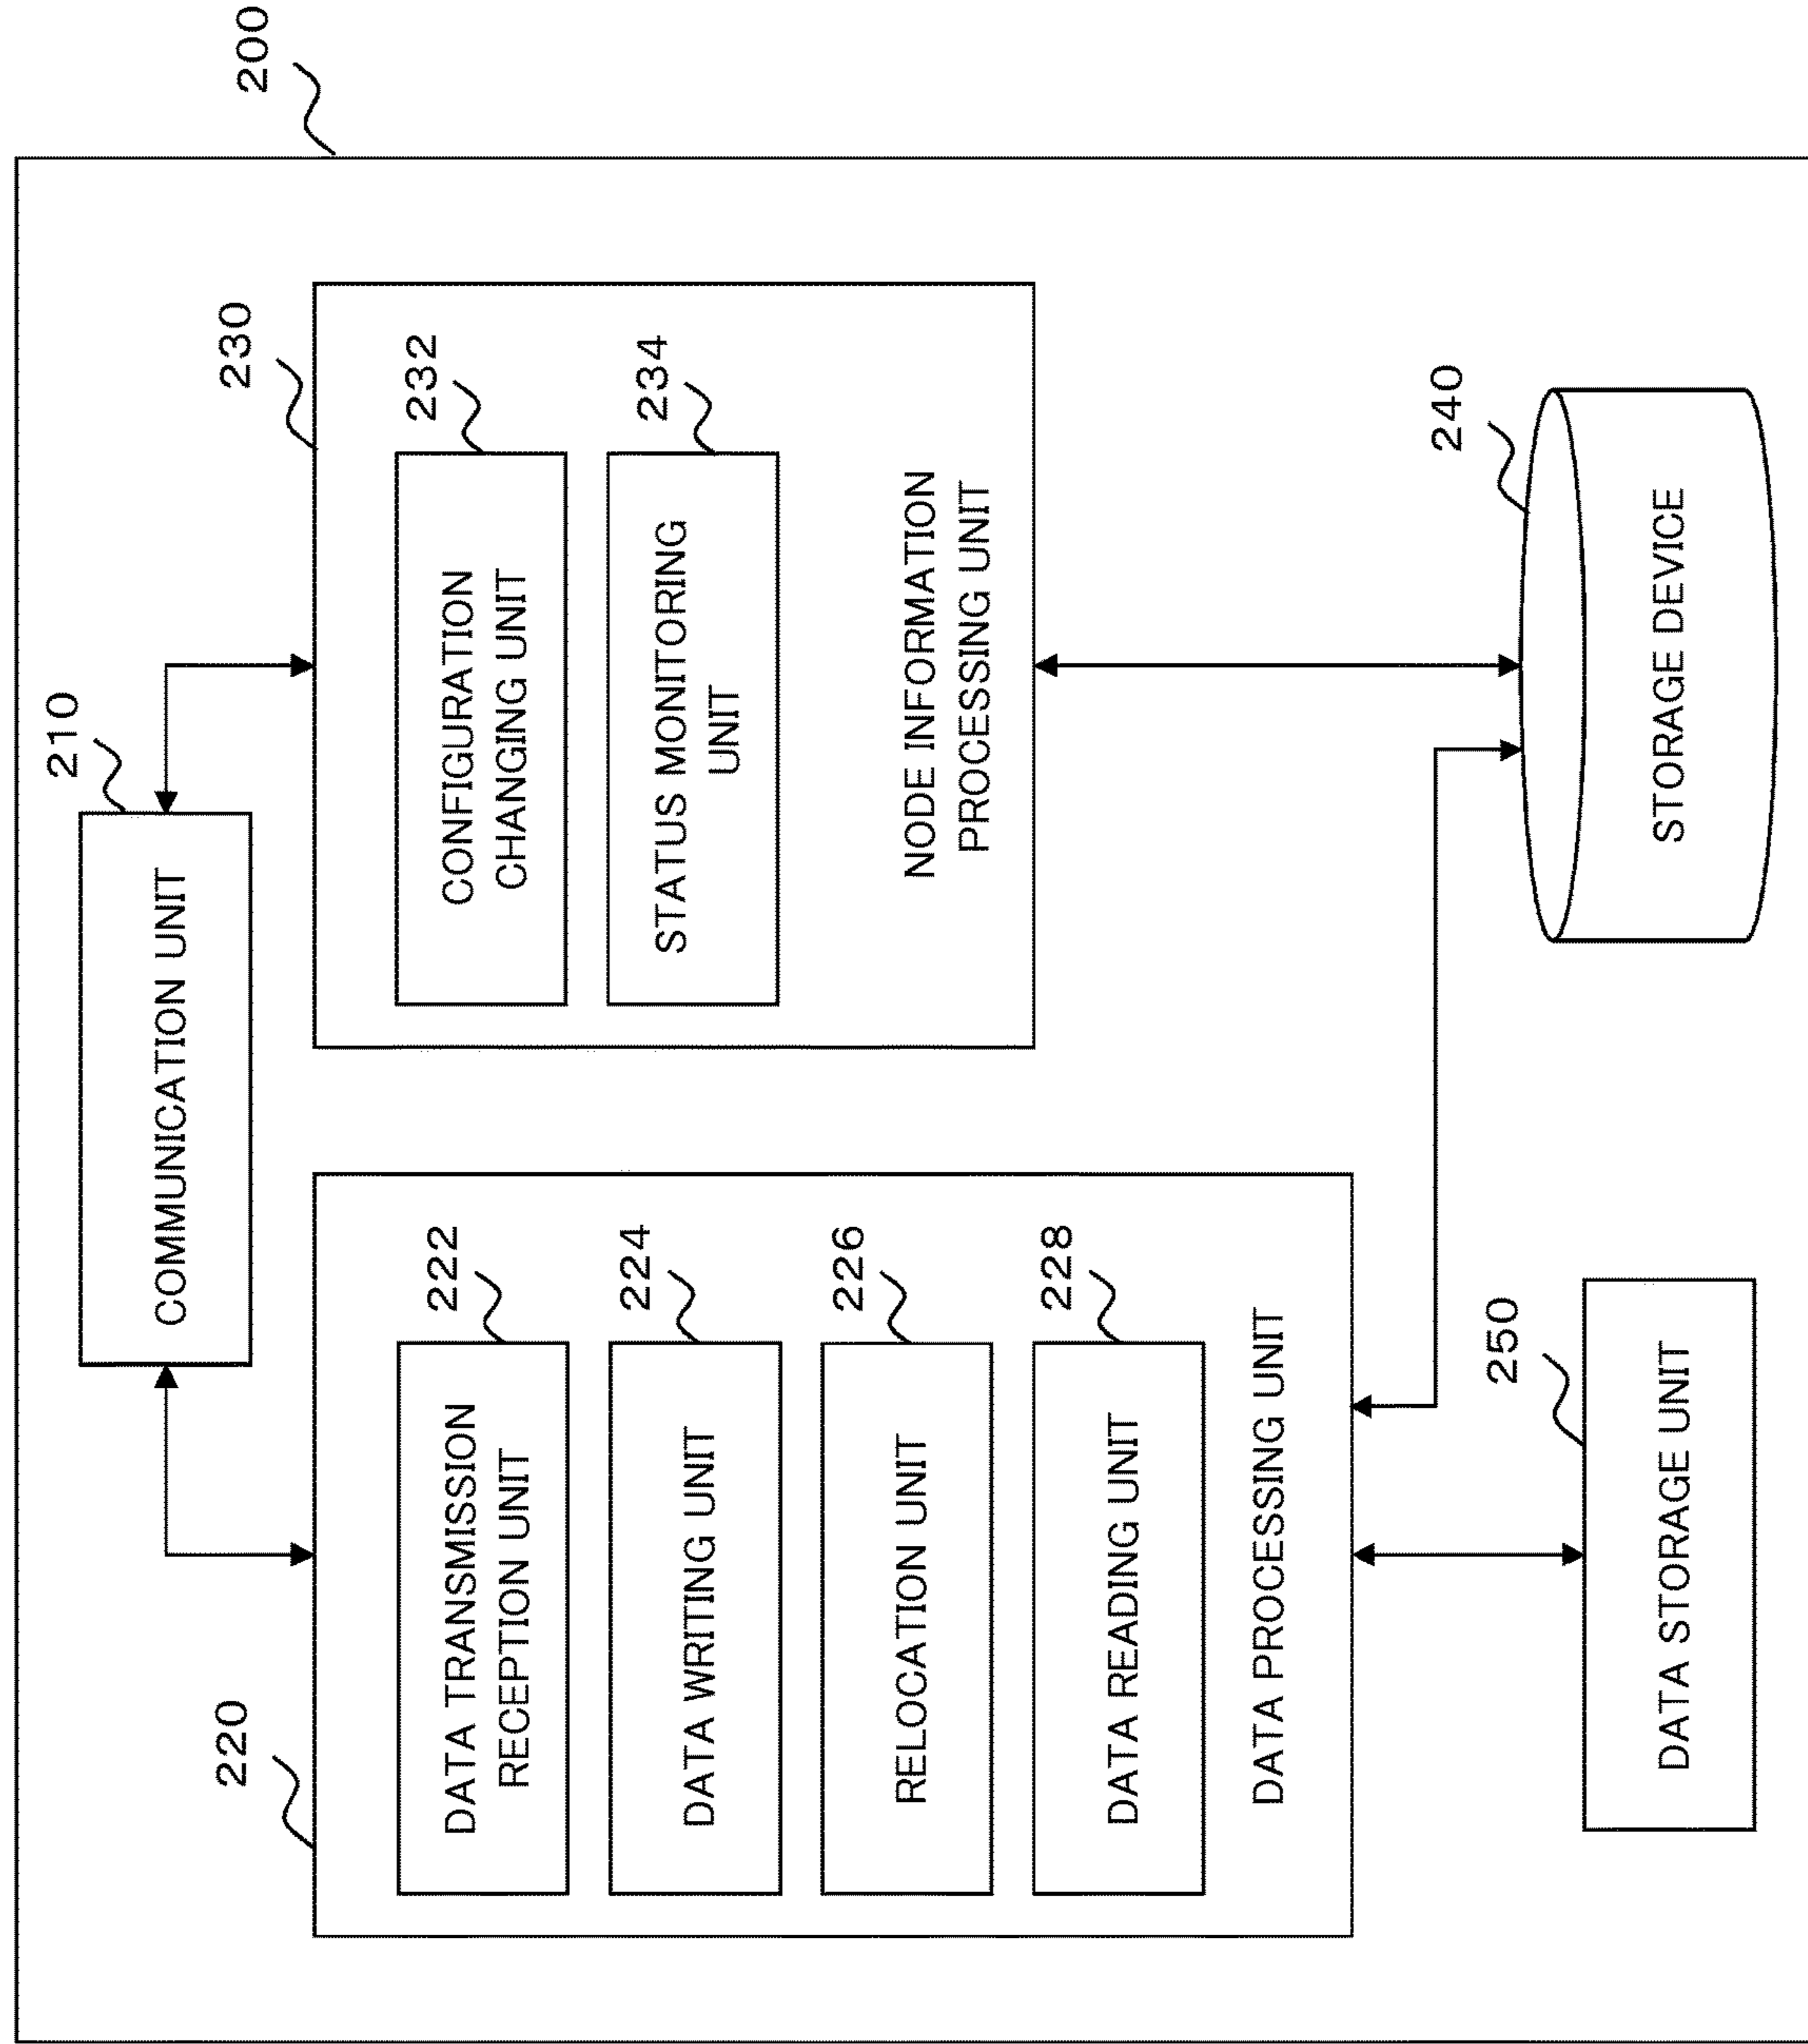 200
210
COMMUNICATION UNIT
220
222
DATA TRANSMISSION
RECEPTION UNIT
224
DATA WRITING UNIT
226
RELOCATION UNIT
228
DATA READING UNIT
DATA PROCESSING UNIT
230
232
CONFIGURATION
CHANGING UNIT
234
STATUS MONITORING
UNIT
NODE INFORMATION
PROCESSING UNIT
250
DATA STORAGE UNIT
240
STORAGE DEVICE